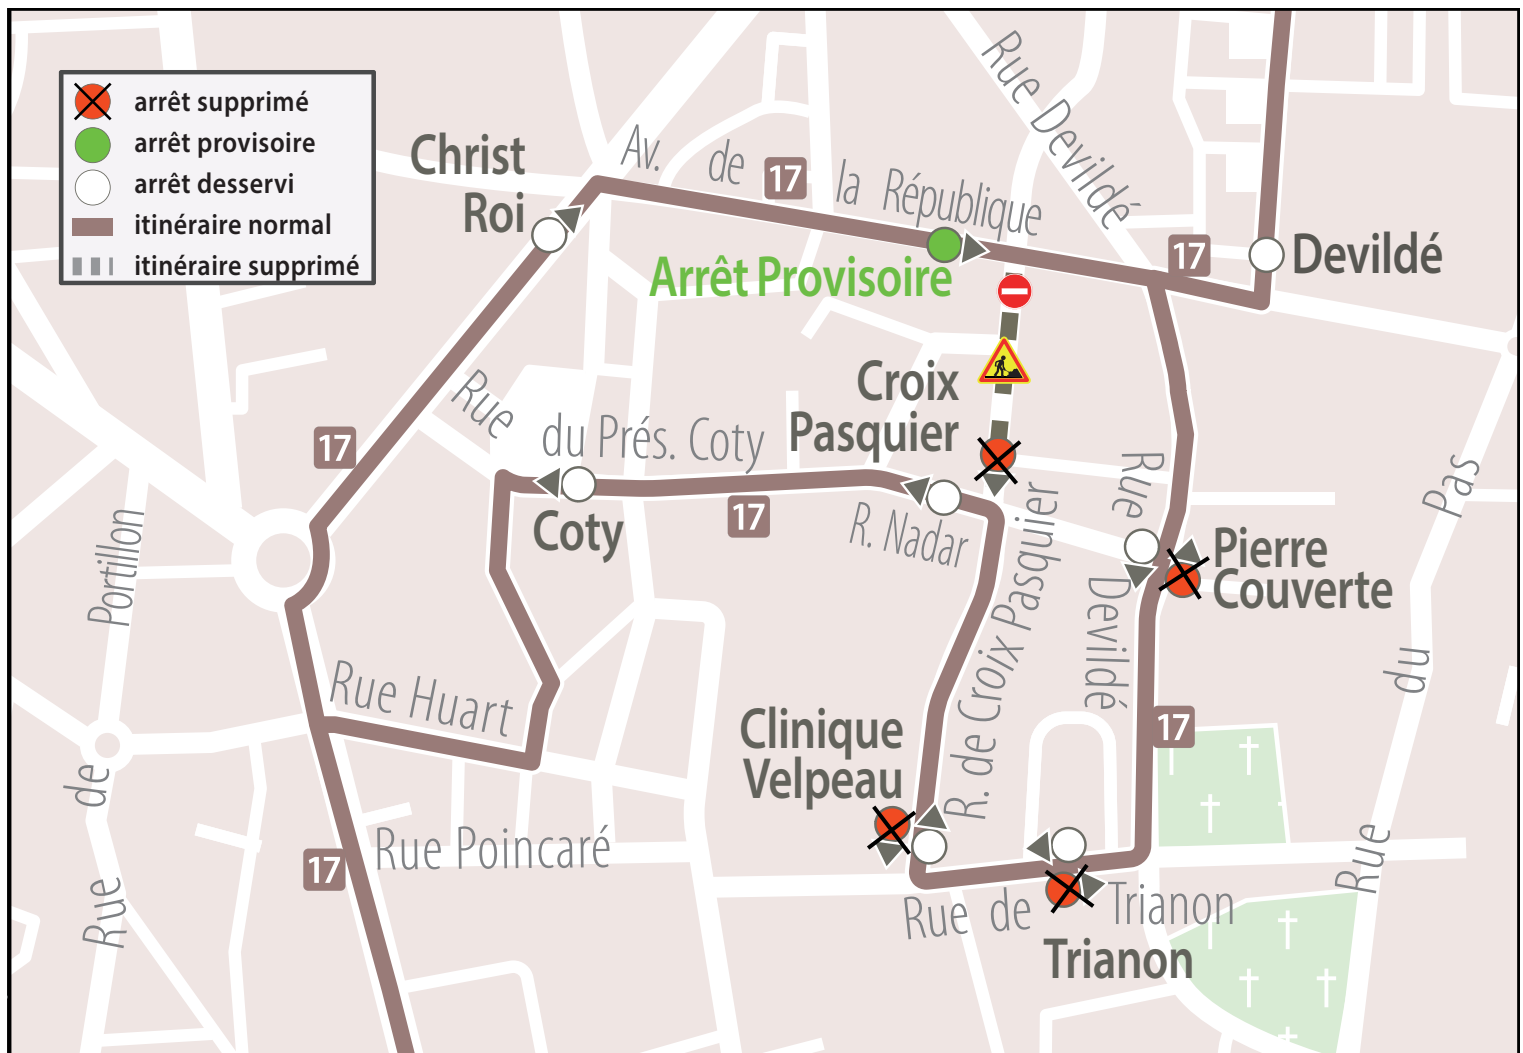 arrêt supprimé
arrêt provisoire
arrêt desservi
itinéraire normal
itinéraire supprimé
Christ
Roi
Av. de la République
17
Rue Devildé
17
Devildé
Arrêt Provisoire
Croix
Pasquier
Rue du Prés. Coty
17
Coty
17
R. Nadar
R. de Croix Pasquier
Rue Devildé
Pierre
Couverte
Rue de Portillon
Rue du Pas
Rue Huart
Clinique
Velpeau
17
Rue Poincaré
17
Rue de Trianon
Trianon